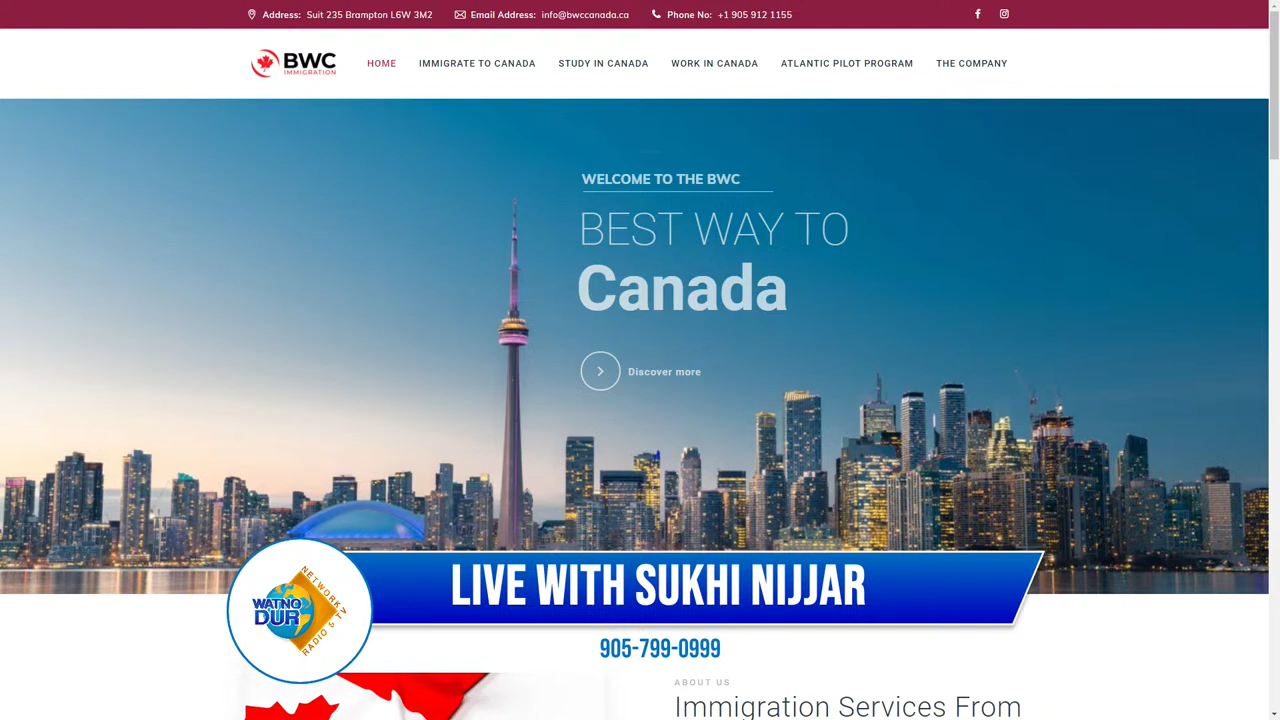 Address: Suit 235 Brampton L6W 3M2 Email Address: info@bwccanada.ca Phone No: +1 905 912 1155
BWC
IMMIGRATION
HOME IMMIGRATE TO CANADA STUDY IN CANADA WORK IN CANADA ATLANTIC PILOT PROGRAM THE COMPANY
WELCOME TO THE BWC
BEST WAY TO
Canada
Discover more
LIVE WITH SUKHI NIJJAR
NETWORK
WATNO
DUR
RADIO & TV
905-799-0999
ABOUT US
Immigration Services From